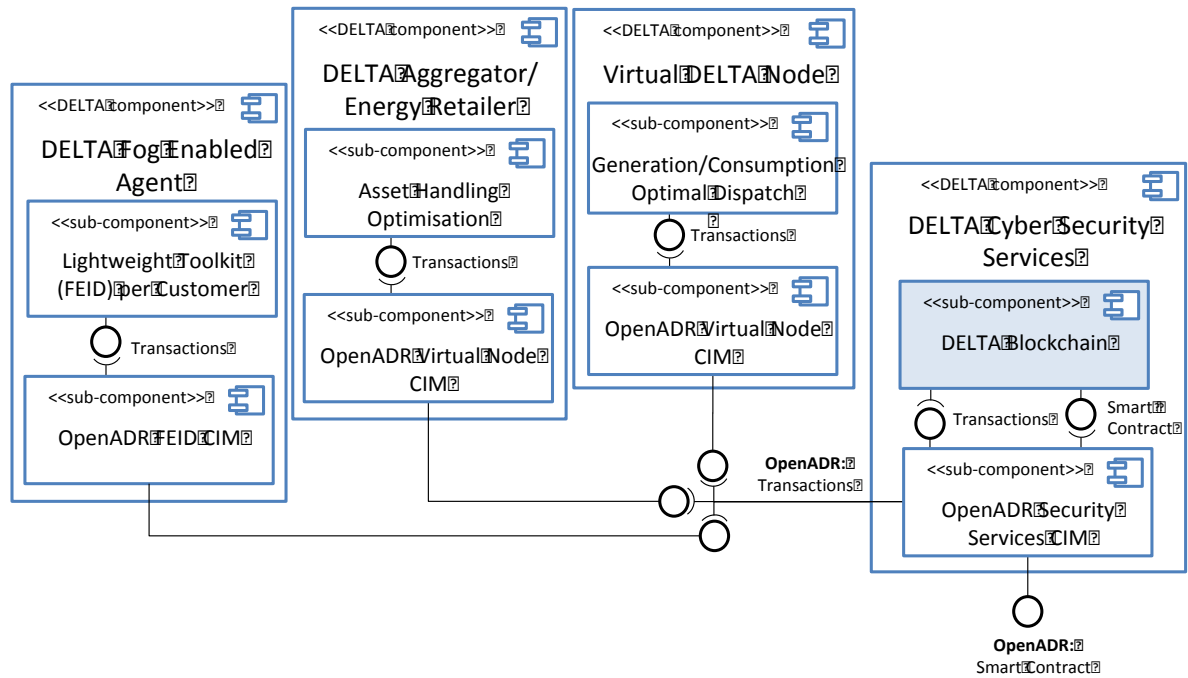 <<DELTA component>>
DELTA Fog Enabled
Agent
<<sub-component>>
Lightweight Toolkit
(FEID) per Customer
Transactions
<<sub-component>>
OpenADR FEID CIM
<<DELTA component>>
DELTA Aggregator/
Energy Retailer
<<sub-component>>
Asset Handling
Optimisation
Transactions
<<sub-component>>
OpenADR Virtual Node
CIM
<<DELTA component>>
Virtual DELTA Node
<<sub-component>>
Generation/Consumption
Optimal Dispatch
Transactions
<<sub-component>>
OpenADR Virtual Node
CIM
OpenADR:
Transactions
<<DELTA component>>
DELTA Cyber Security
Services
<<sub-component>>
DELTA Blockchain
Transactions
Smart
Contract
<<sub-component>>
OpenADR Security
Services CIM
OpenADR:
Smart Contract